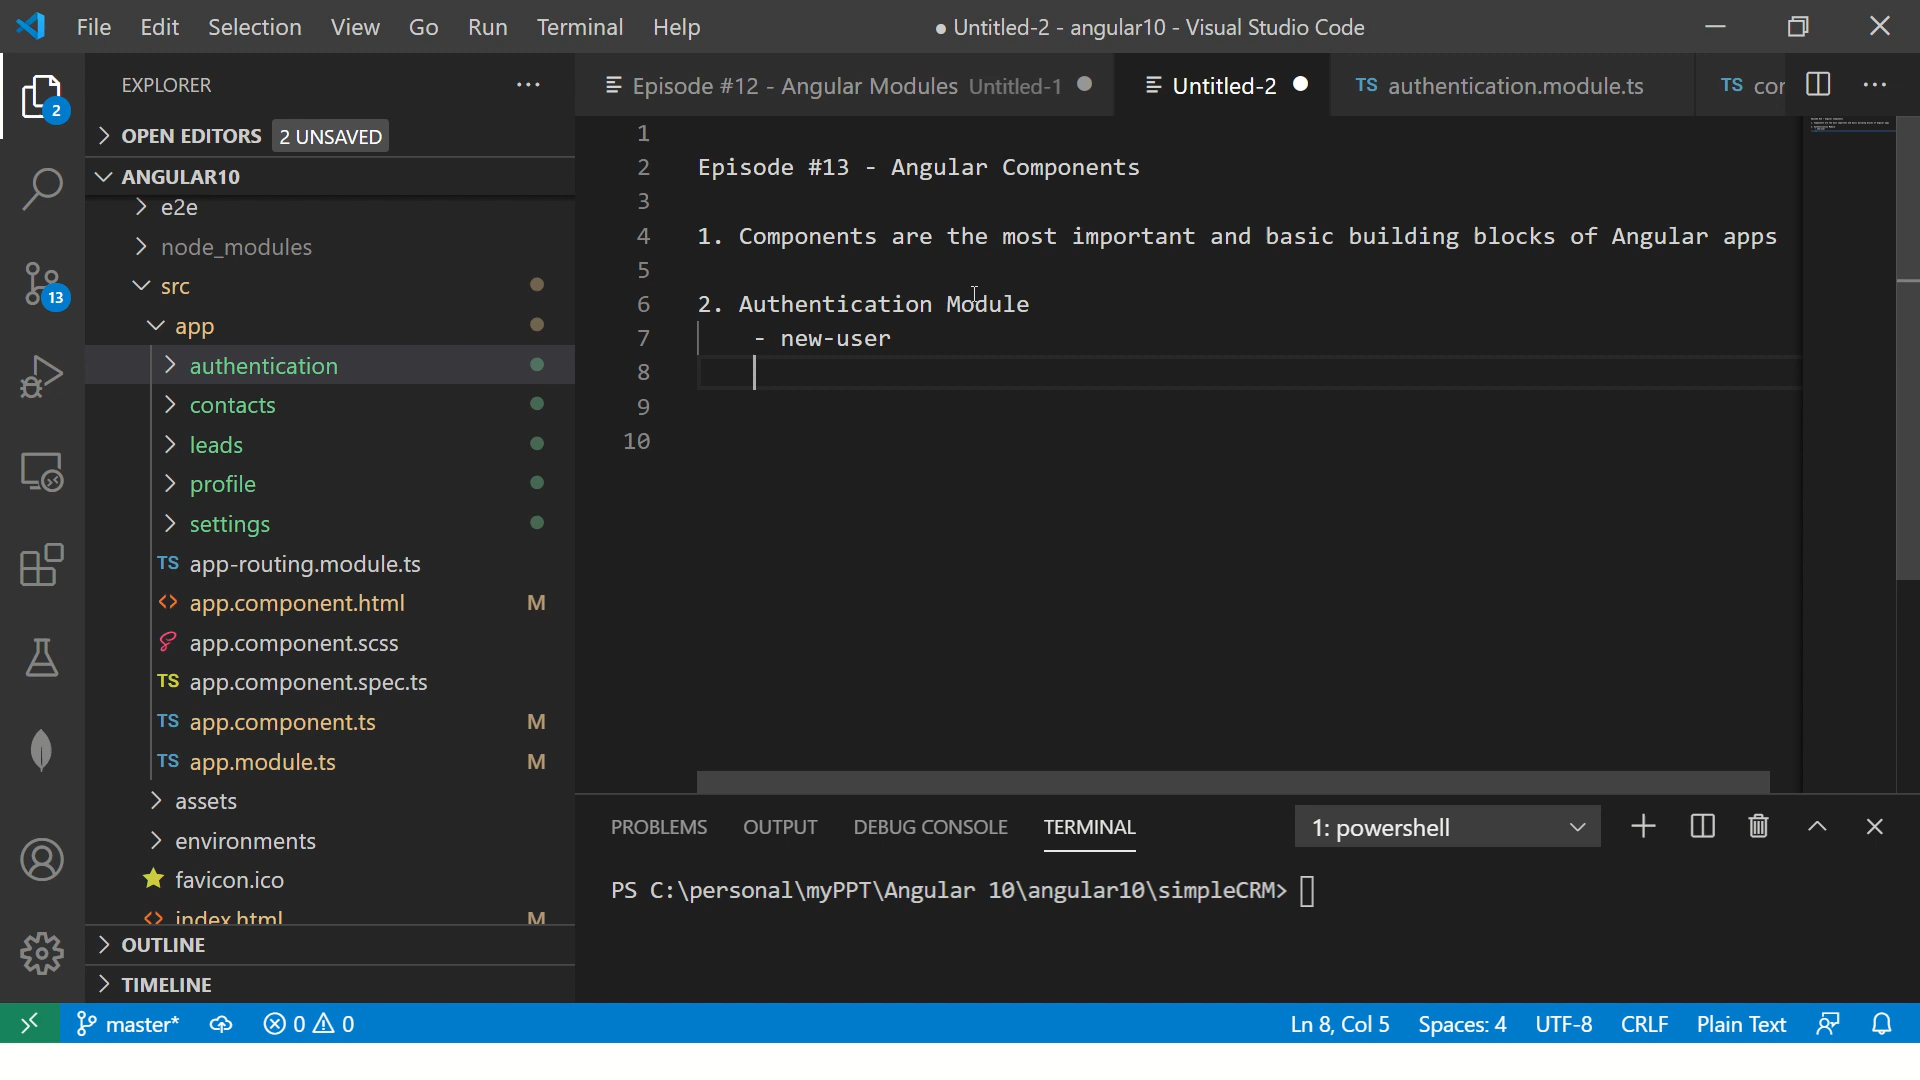 File Edit Selection View Go Run Terminal Help ● Untitled-2 - angular10 - Visual Studio Code
EXPLORER
Episode #12 - Angular Modules Untitled-1
Untitled-2
TS authentication.module.ts
TS cor
2
OPEN EDITORS 2 UNSAVED
ANGULAR10
e2e
node_modules
src
13
app
authentication
contacts
leads
profile
settings
TS app-routing.module.ts
<> app.component.html M
app.component.scss
TS app.component.spec.ts
TS app.component.ts M
TS app.module.ts M
assets
environments
favicon.ico
<> index.html M
OUTLINE
TIMELINE
1
2 Episode #13 - Angular Components
3
4 1. Components are the most important and basic building blocks of Angular apps
5
6 2. Authentication Module
7 - new-user
8
9
10
PROBLEMS OUTPUT DEBUG CONSOLE TERMINAL 1: powershell
PS C:\personal\myPPT\Angular 10\angular10\simpleCRM>
master* 0 0 Ln 8, Col 5 Spaces: 4 UTF-8 CRLF Plain Text